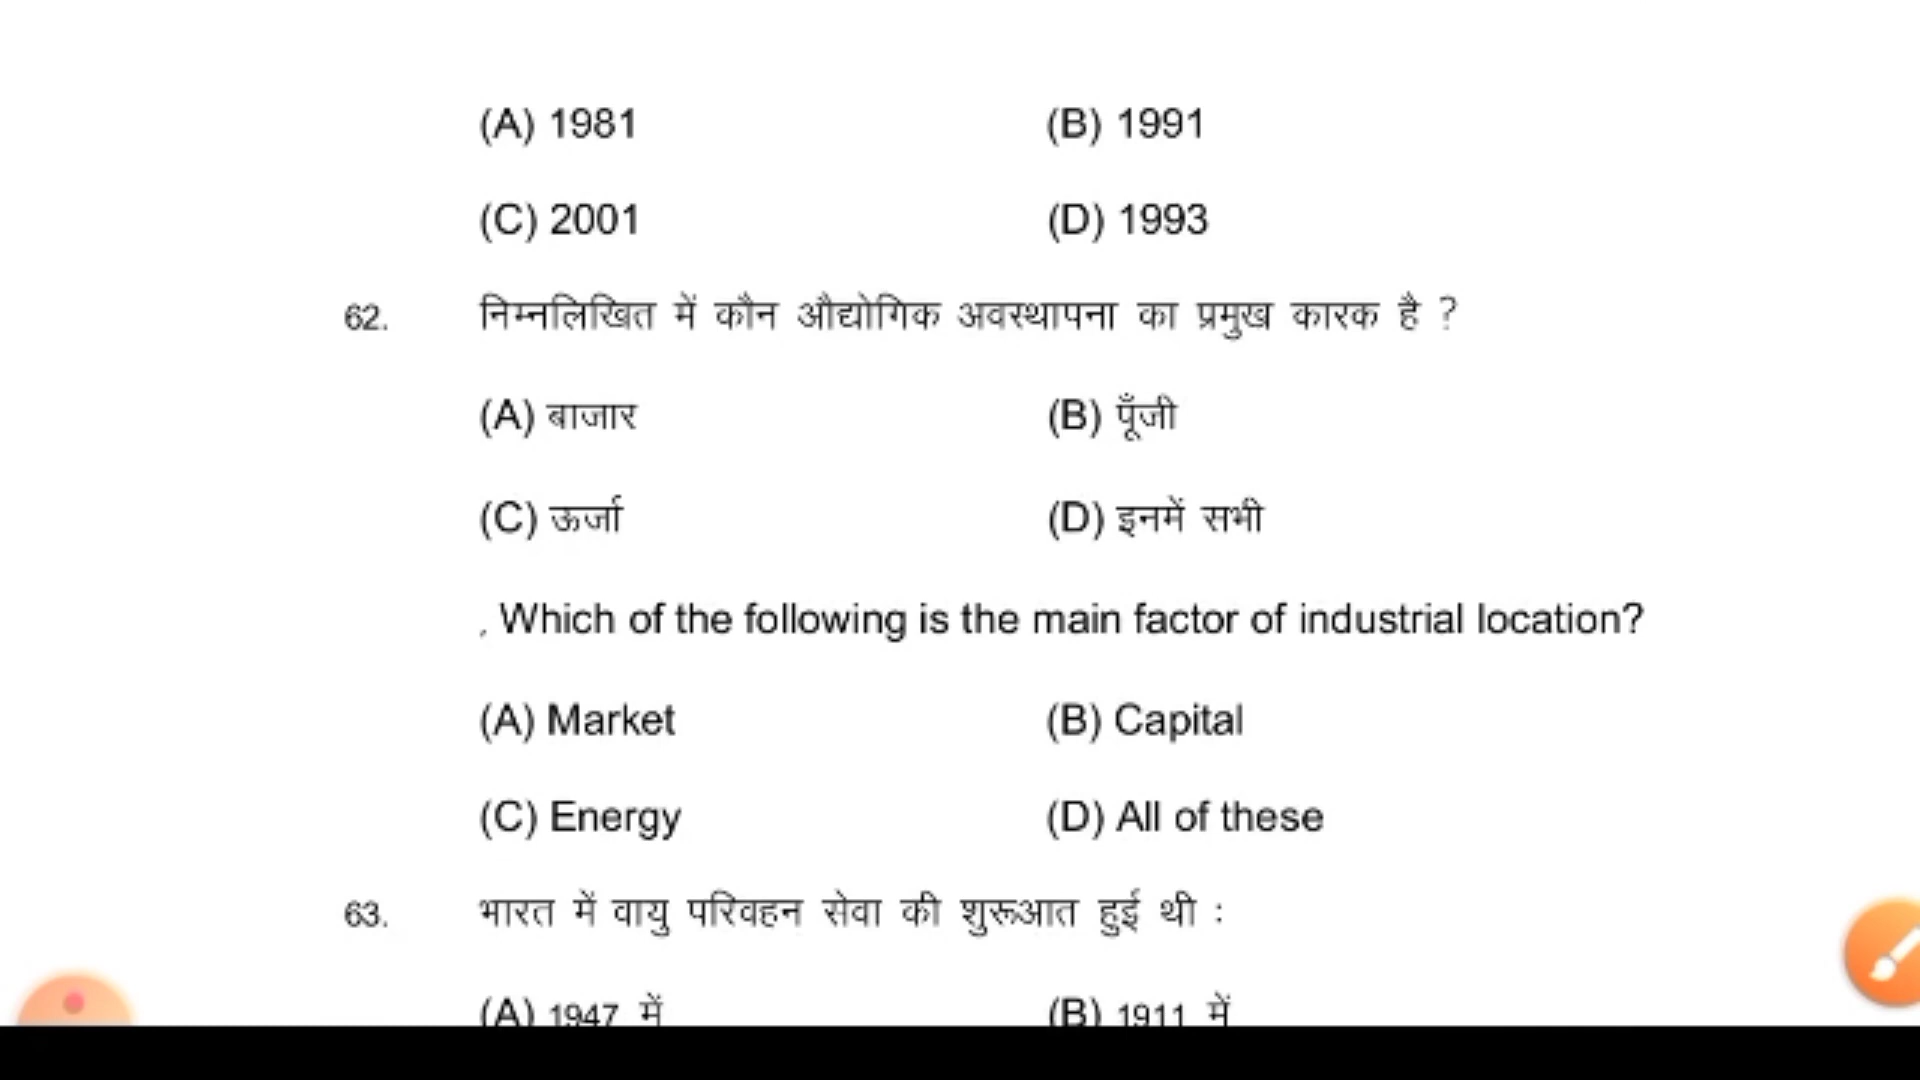 (A) 1981 (B) 1991
(C) 2001 (D) 1993
62. निम्नलिखित में कौन औद्योगिक अवस्थापना का प्रमुख कारक है ?
(A) बाजार (B) पूँजी
(C) ऊर्जा (D) इनमें सभी
Which of the following is the main factor of industrial location?
(A) Market (B) Capital
(C) Energy (D) All of these
63. भारत में वायु परिवहन सेवा की शुरूआत हुई थी :
(A) 1947 में (B) 1911 में